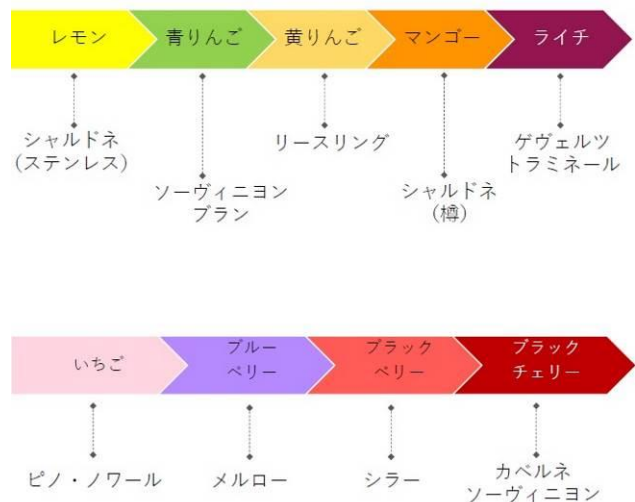 レモン
青りんご
黄りんご
マンゴー
ライチ
シャルドネ
(ステンレス)
ソーヴィニヨン
ブラン
リースリング
シャルドネ
(樽)
ゲヴェルツ
トラミネール
いちご
ブルー
ベリー
ブラック
ベリー
ブラック
チェリー
ピノ・ノワール
メルロー
シラー
カベルネ
ソーヴィニヨン